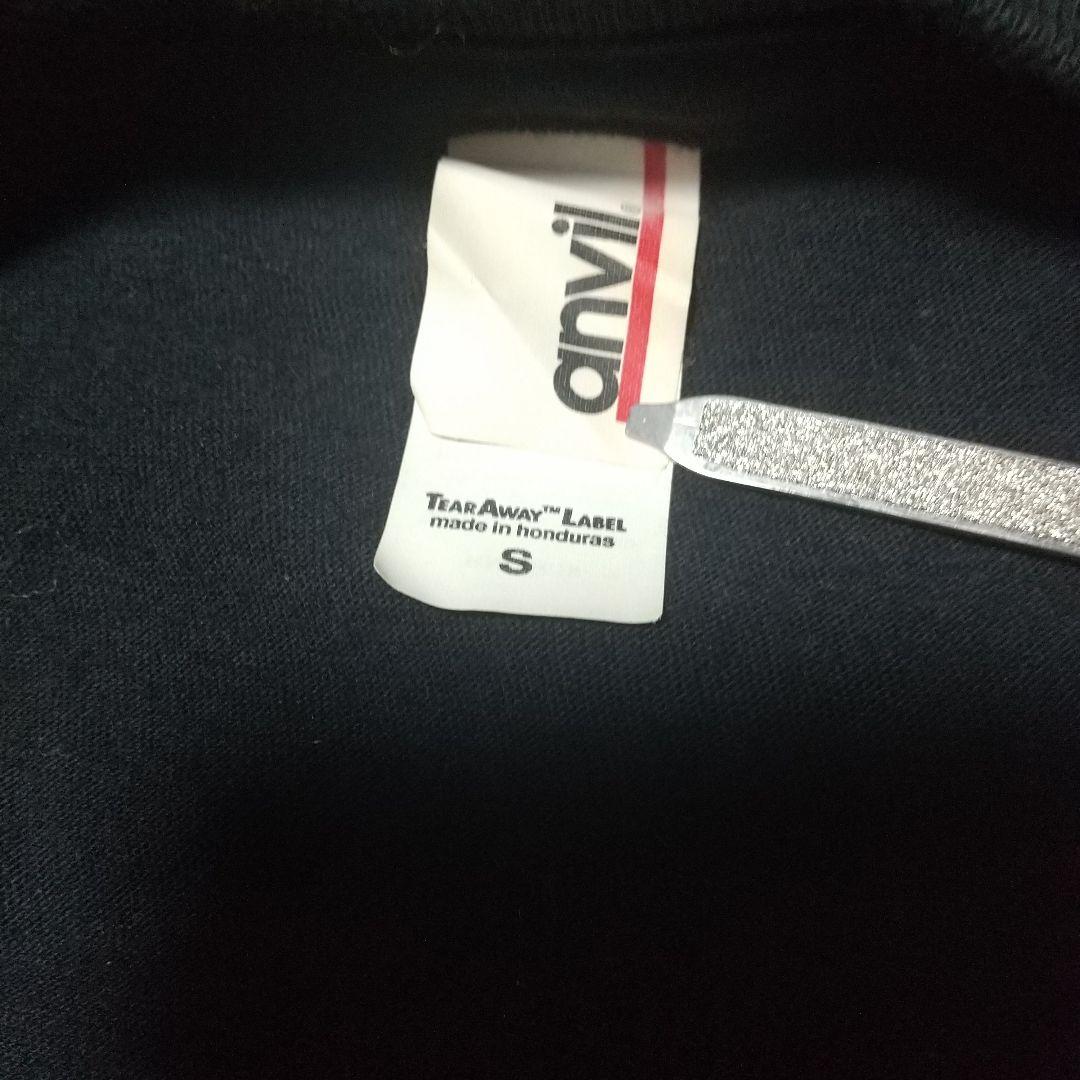 anvil®
TEARAWAY™ LABEL
made in honduras
S